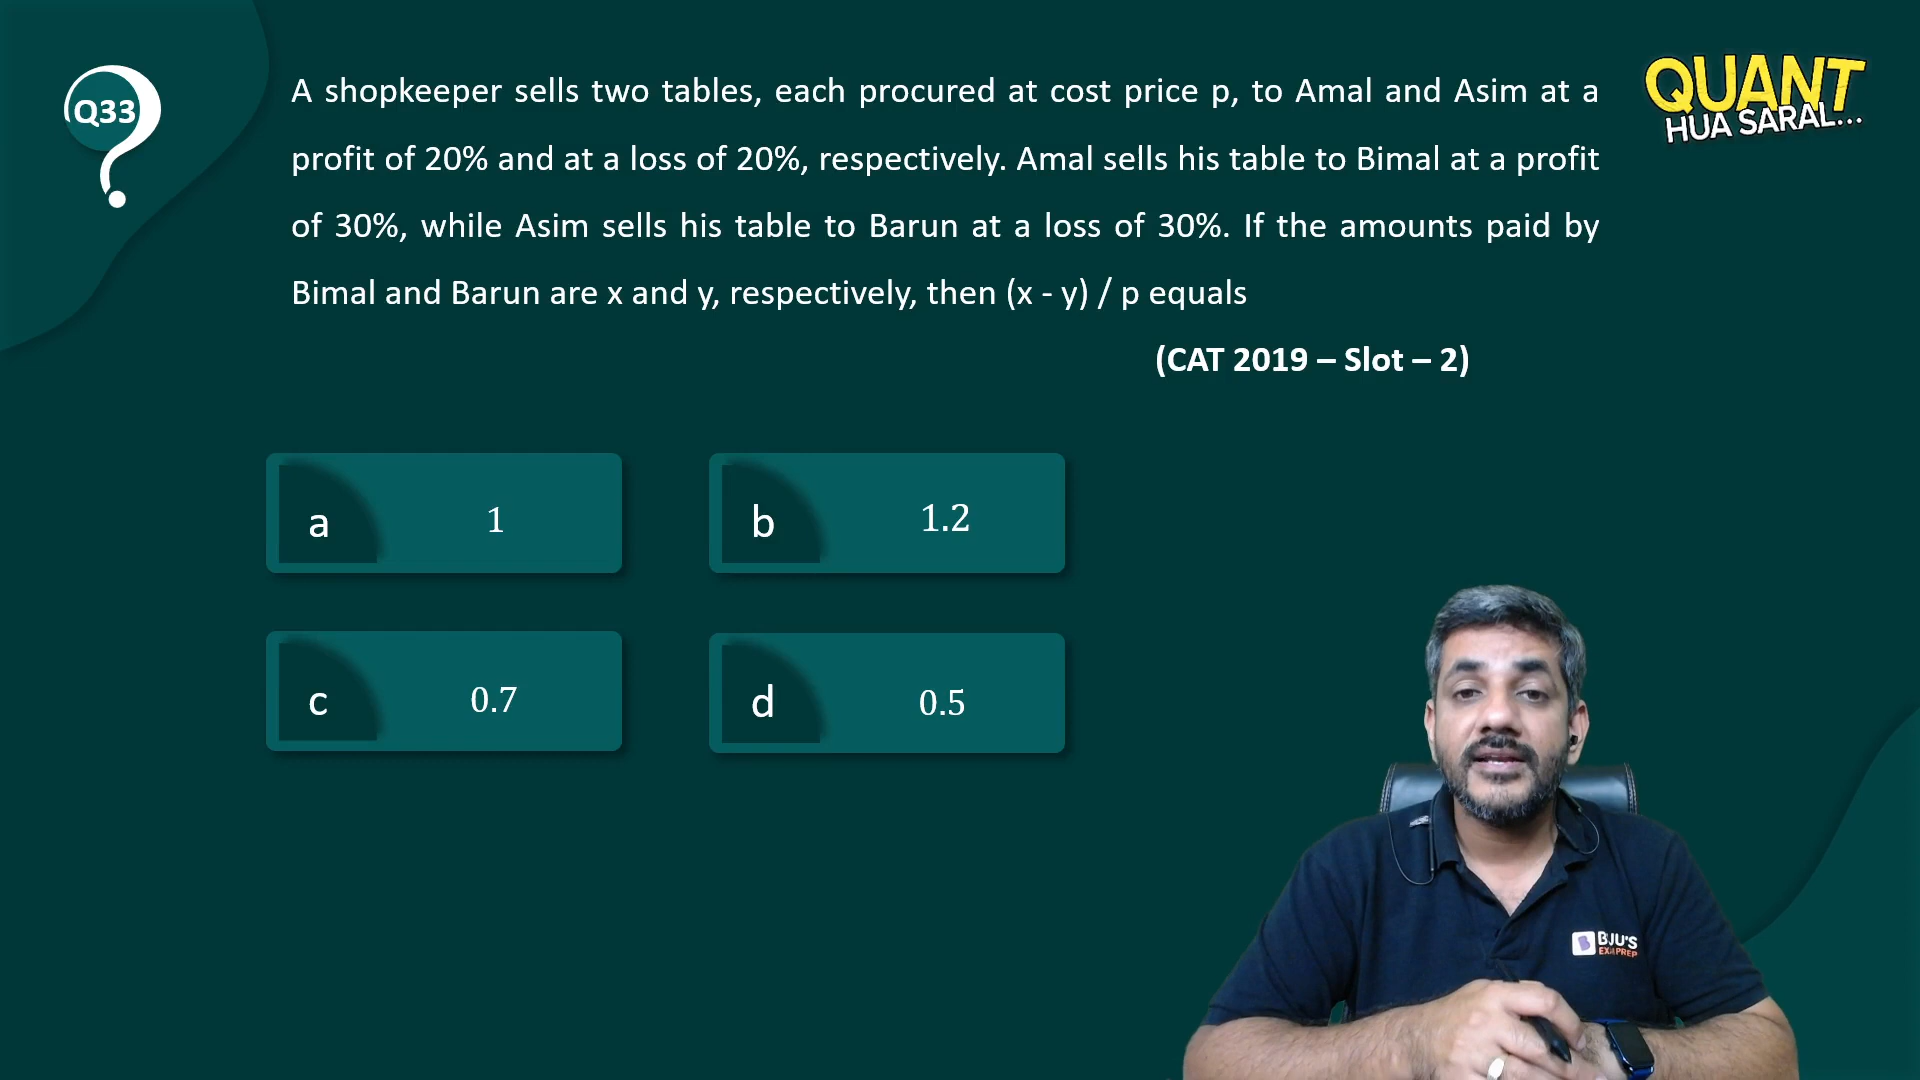 Q33
A shopkeeper sells two tables, each procured at cost price p, to Amal and Asim at a
profit of 20% and at a loss of 20%, respectively. Amal sells his table to Bimal at a profit
of 30%, while Asim sells his table to Barun at a loss of 30%. If the amounts paid by
Bimal and Barun are x and y, respectively, then (x - y) / p equals
(CAT 2019 – Slot – 2)
QUANT
HUA SARAL...
a 1
b 1.2
c 0.7
d 0.5
BJU'S
EXAM PREP